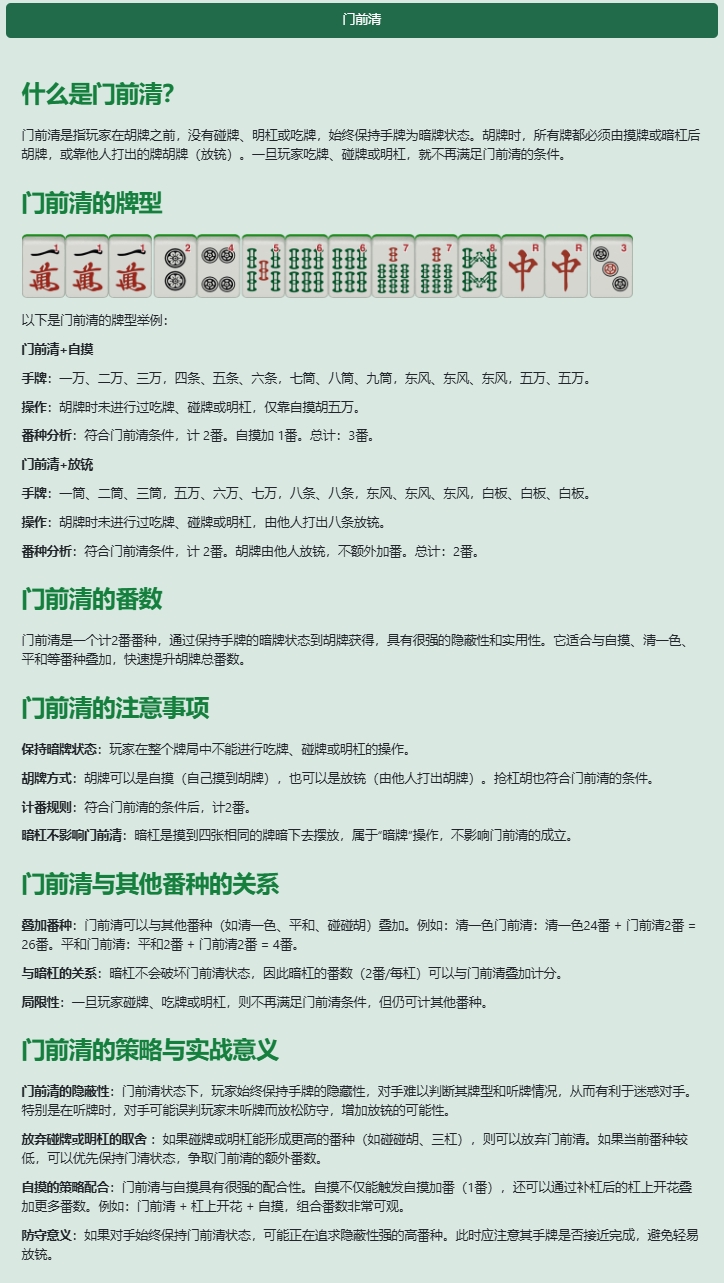 门前清
什么是门前清？
门前清是指玩家在胡牌之前，没有碰牌、明杠或吃牌，始终保持手牌为暗牌状态。胡牌时，所有牌都必须由摸牌或暗杠后
胡牌，或靠他人打出的牌胡牌（放铳）。一旦玩家吃牌、碰牌或明杠，就不再满足门前清的条件。
门前清的牌型
1 1 1 2 4 5 6 6 7 7 8 R R 3
萬 萬 萬 中 中
以下是门前清的牌型举例：
门前清+自摸
手牌：一万、二万、三万，四条、五条、六条，七筒、八筒、九筒，东风、东风、东风，五万、五万。
操作：胡牌时未进行过吃牌、碰牌或明杠，仅靠自摸胡五万。
番种分析：符合门前清条件，计 2番。自摸加 1番。总计：3番。
门前清+放铳
手牌：一筒、二筒、三筒，五万、六万、七万，八条、八条，东风、东风、东风，白板、白板、白板。
操作：胡牌时未进行过吃牌、碰牌或明杠，由他人打出八条放铳。
番种分析：符合门前清条件，计 2番。胡牌由他人放铳，不额外加番。总计：2番。
门前清的番数
门前清是一个计2番番种，通过保持手牌的暗牌状态到胡牌获得，具有很强的隐蔽性和实用性。它适合与自摸、清一色、
平和等番种叠加，快速提升胡牌总番数。
门前清的注意事项
保持暗牌状态：玩家在整个牌局中不能进行吃牌、碰牌或明杠的操作。
胡牌方式：胡牌可以是自摸（自己摸到胡牌），也可以是放铳（由他人打出胡牌）。抢杠胡也符合门前清的条件。
计番规则：符合门前清的条件后，计2番。
暗杠不影响门前清：暗杠是摸到四张相同的牌暗下去摆放，属于“暗牌”操作，不影响门前清的成立。
门前清与其他番种的关系
叠加番种：门前清可以与其他番种（如清一色、平和、碰碰胡）叠加。例如：清一色门前清：清一色24番 + 门前清2番 =
26番。平和门前清：平和2番 + 门前清2番 = 4番。
与暗杠的关系：暗杠不会破坏门前清状态，因此暗杠的番数（2番/每杠）可以与门前清叠加计分。
局限性：一旦玩家碰牌、吃牌或明杠，则不再满足门前清条件，但仍可计其他番种。
门前清的策略与实战意义
门前清的隐蔽性：门前清状态下，玩家始终保持手牌的隐藏性，对手难以判断其牌型和听牌情况，从而有利于迷惑对手。
特别是在听牌时，对手可能误判玩家未听牌而放松防守，增加放铳的可能性。
放弃碰牌或明杠的取舍 ：如果碰牌或明杠能形成更高的番种（如碰碰胡、三杠），则可以放弃门前清。如果当前番种较
低，可以优先保持门清状态，争取门前清的额外番数。
自摸的策略配合：门前清与自摸具有很强的配合性。自摸不仅能触发自摸加番（1番），还可以通过补杠后的杠上开花叠
加更多番数。例如：门前清 + 杠上开花 + 自摸，组合番数非常可观。
防守意义：如果对手始终保持门前清状态，可能正在追求隐蔽性强的高番种。此时应注意其手牌是否接近完成，避免轻易
放铳。